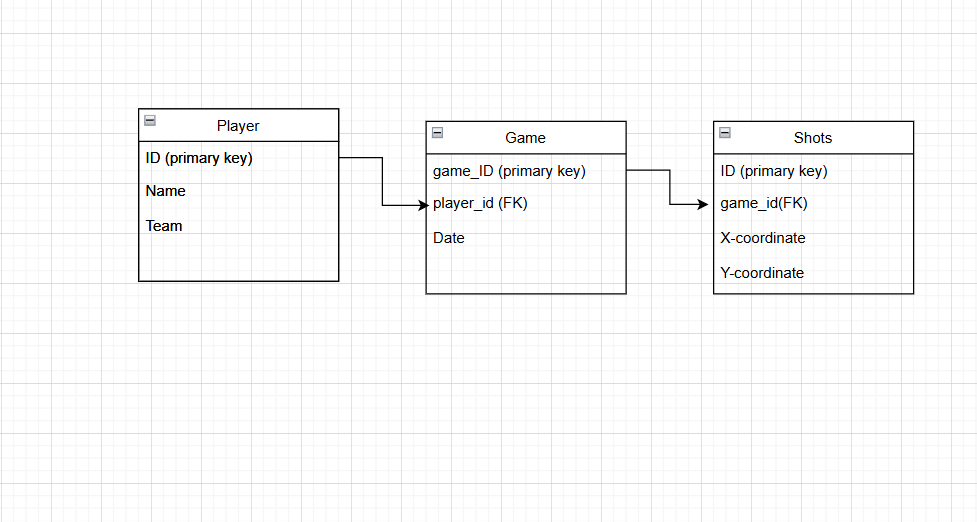 Player
ID (primary key)
Name
Team
Game
game_ID (primary key)
player_id (FK)
Date
Shots
ID (primary key)
game_id(FK)
X-coordinate
Y-coordinate